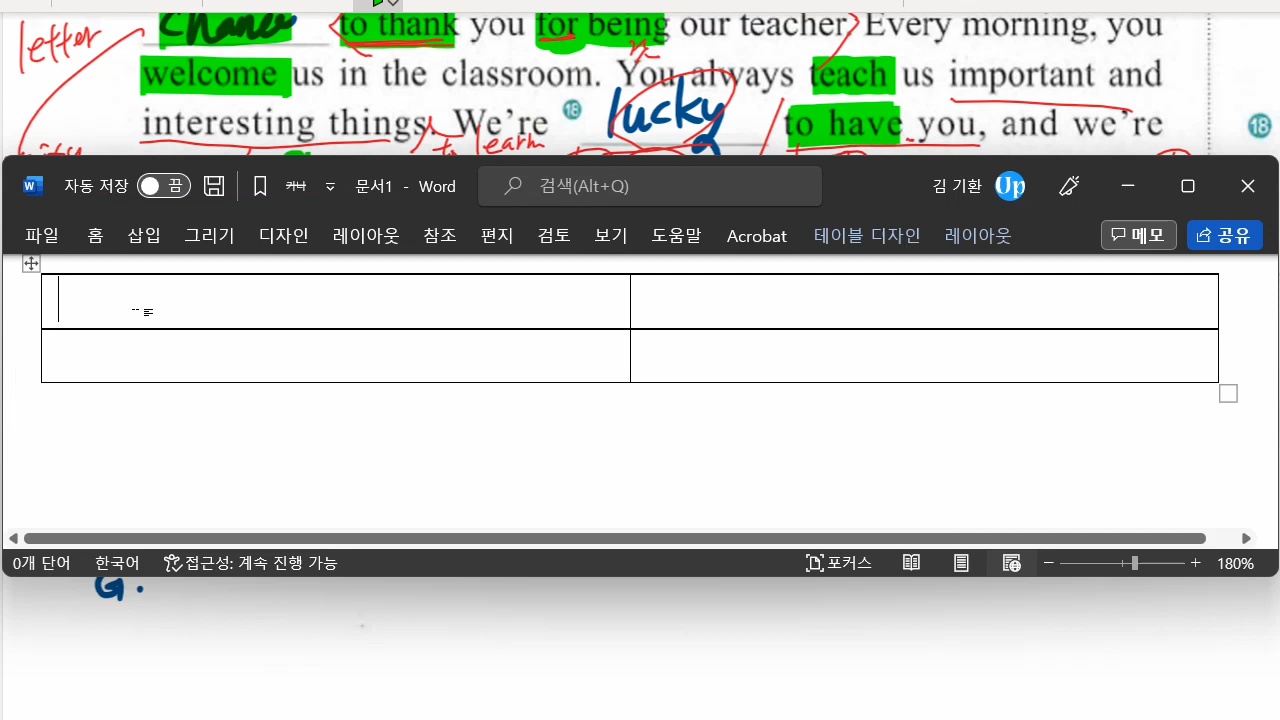 letter chance to thank you for being our teacher. Every morning, you
welcome us in the classroom. You always teach us important and
interesting things. We're 18 lucky to have you, and we're 18
to learn
자동 저장 끔 가나 문서1 - Word 검색(Alt+Q) 김 기환 Up
파일 홈 삽입 그리기 디자인 레이아웃 참조 편지 검토 보기 도움말 Acrobat 테이블 디자인 레이아웃 메모 공유
0개 단어 한국어 접근성: 계속 진행 가능 포커스 180%
G.